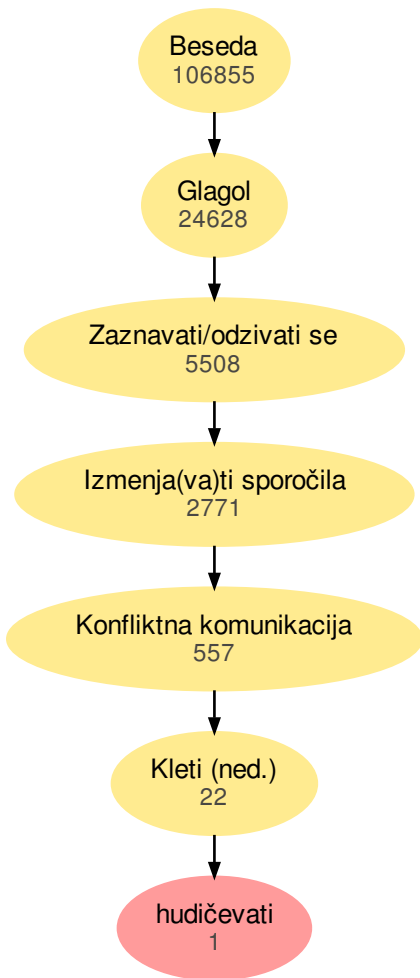 Beseda
106855
Glagol
24628
Zaznavati/odzivati se
5508
Izmenja(va)ti sporočila
2771
Konfliktna komunikacija
557
Kleti (ned.)
22
hudičevati
1